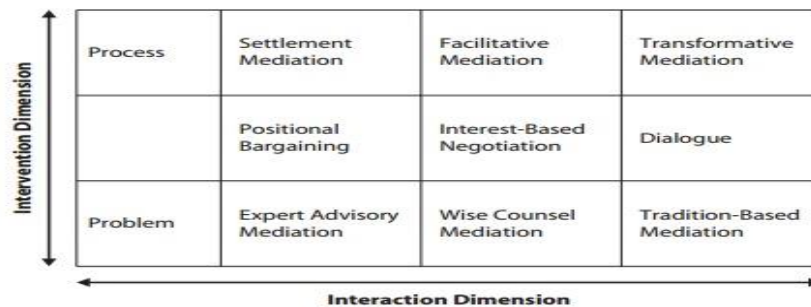 Intervention Dimension
Process
Settlement
Mediation
Facilitative
Mediation
Transformative
Mediation
Positional
Bargaining
Interest-Based
Negotiation
Dialogue
Problem
Expert Advisory
Mediation
Wise Counsel
Mediation
Tradition-Based
Mediation
Interaction Dimension